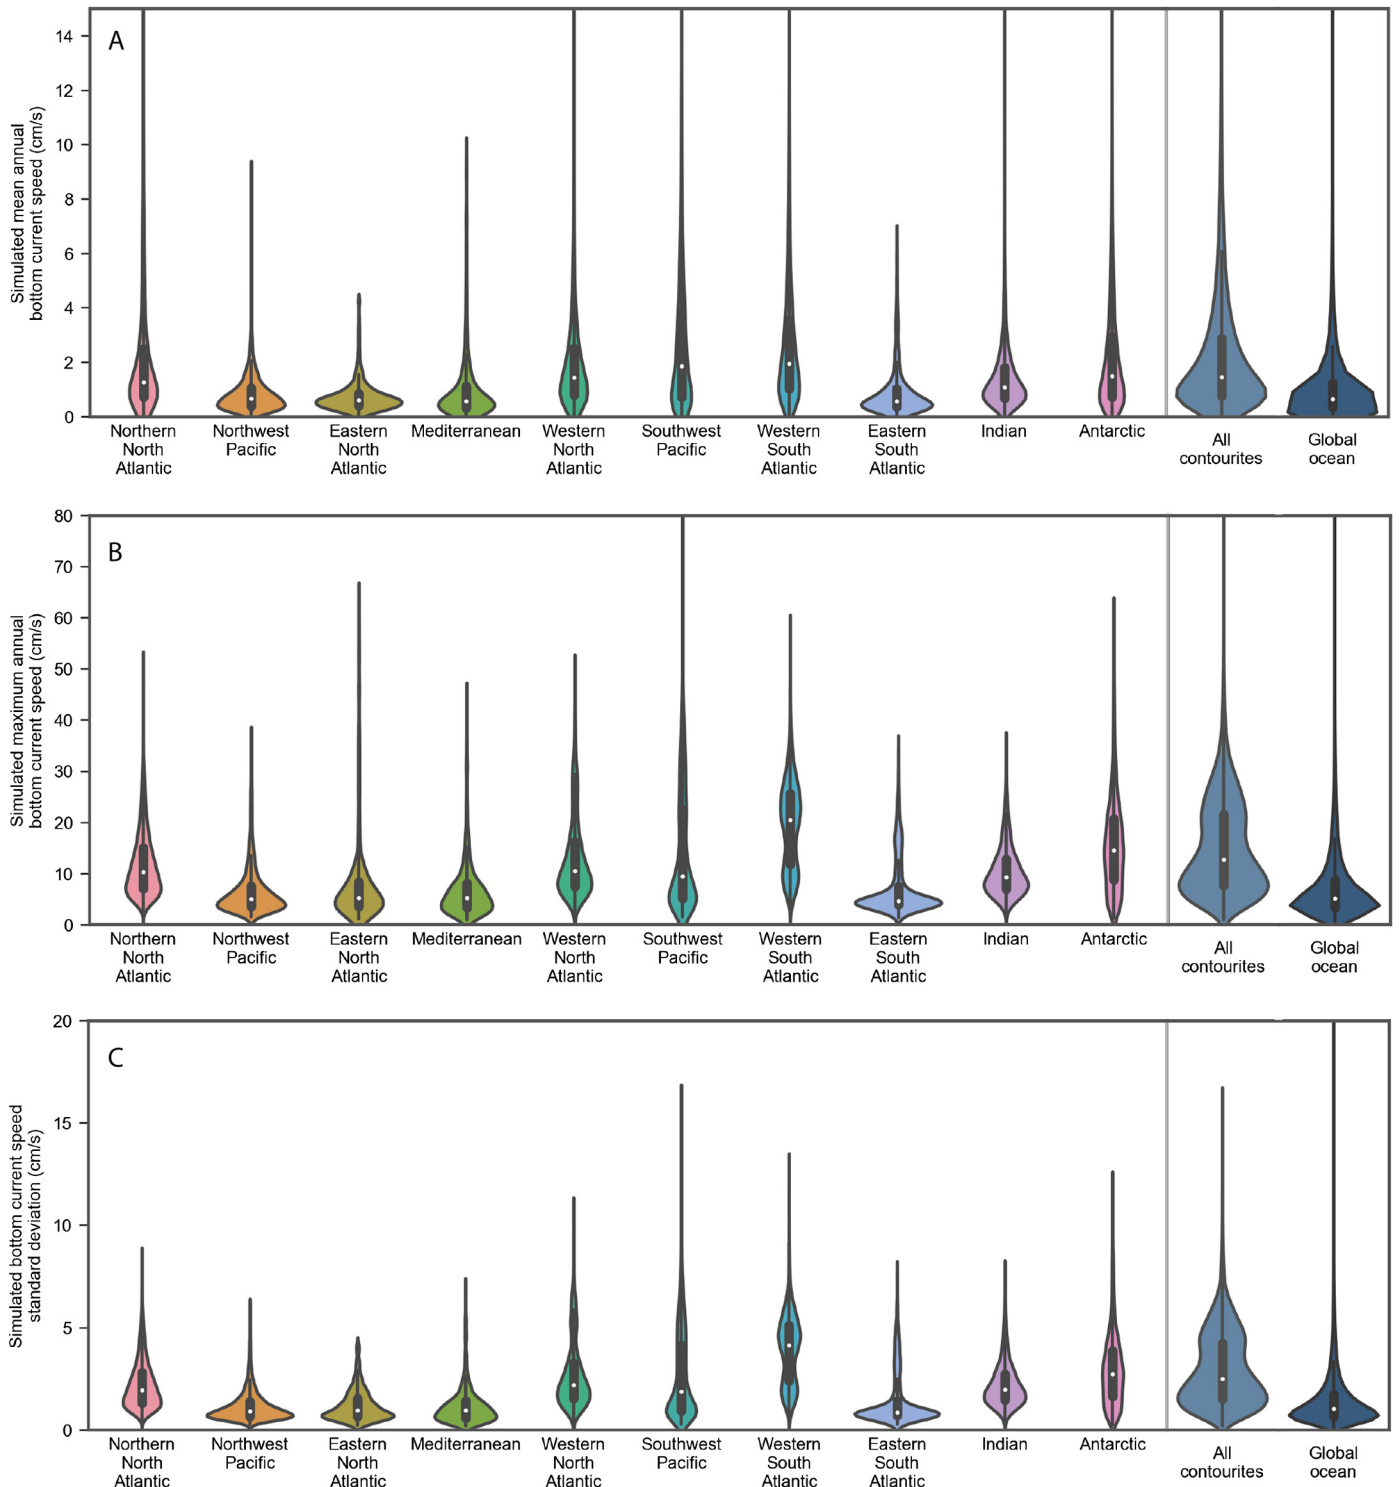 A
Simulated mean annual
bottom current speed (cm/s)
14
12
10
8
6
4
2
0
Northern
North
Atlantic
Northwest
Pacific
Eastern
North
Atlantic
Mediterranean
Western
North
Atlantic
Southwest
Pacific
Western
South
Atlantic
Eastern
South
Atlantic
Indian
Antarctic
All
contourites
Global
ocean
B
Simulated maximum annual
bottom current speed (cm/s)
80
70
60
50
40
30
20
10
0
Northern
North
Atlantic
Northwest
Pacific
Eastern
North
Atlantic
Mediterranean
Western
North
Atlantic
Southwest
Pacific
Western
South
Atlantic
Eastern
South
Atlantic
Indian
Antarctic
All
contourites
Global
ocean
C
Simulated bottom current speed
standard deviation (cm/s)
20
15
10
5
0
Northern
North
Atlantic
Northwest
Pacific
Eastern
North
Atlantic
Mediterranean
Western
North
Atlantic
Southwest
Pacific
Western
South
Atlantic
Eastern
South
Atlantic
Indian
Antarctic
All
contourites
Global
ocean